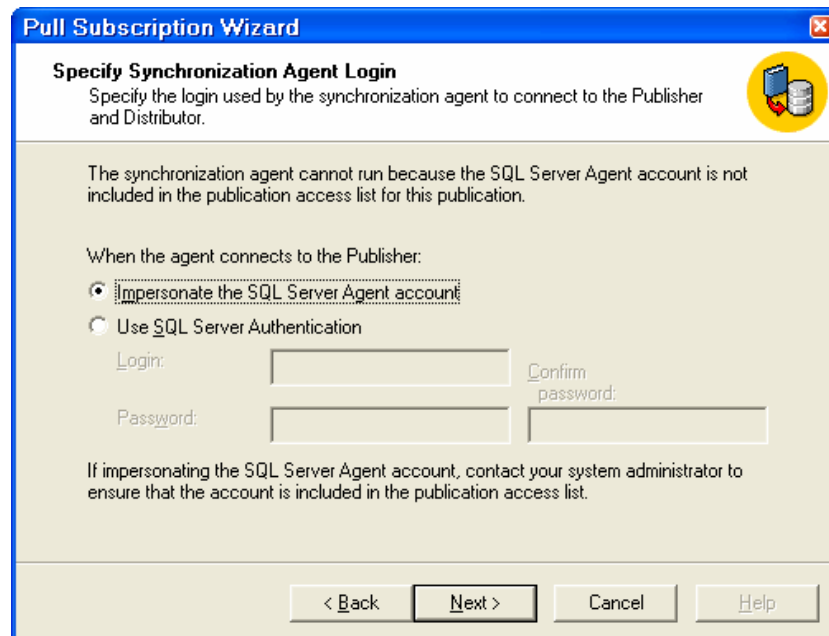 Pull Subscription Wizard
Specify Synchronization Agent Login
Specify the login used by the synchronization agent to connect to the Publisher
and Distributor.
The synchronization agent cannot run because the SQL Server Agent account is not
included in the publication access list for this publication.
When the agent connects to the Publisher:
Impersonate the SQL Server Agent account
Use SQL Server Authentication
Login:
Confirm
password:
Password:
If impersonating the SQL Server Agent account, contact your system administrator to
ensure that the account is included in the publication access list.
< Back
Next >
Cancel
Help